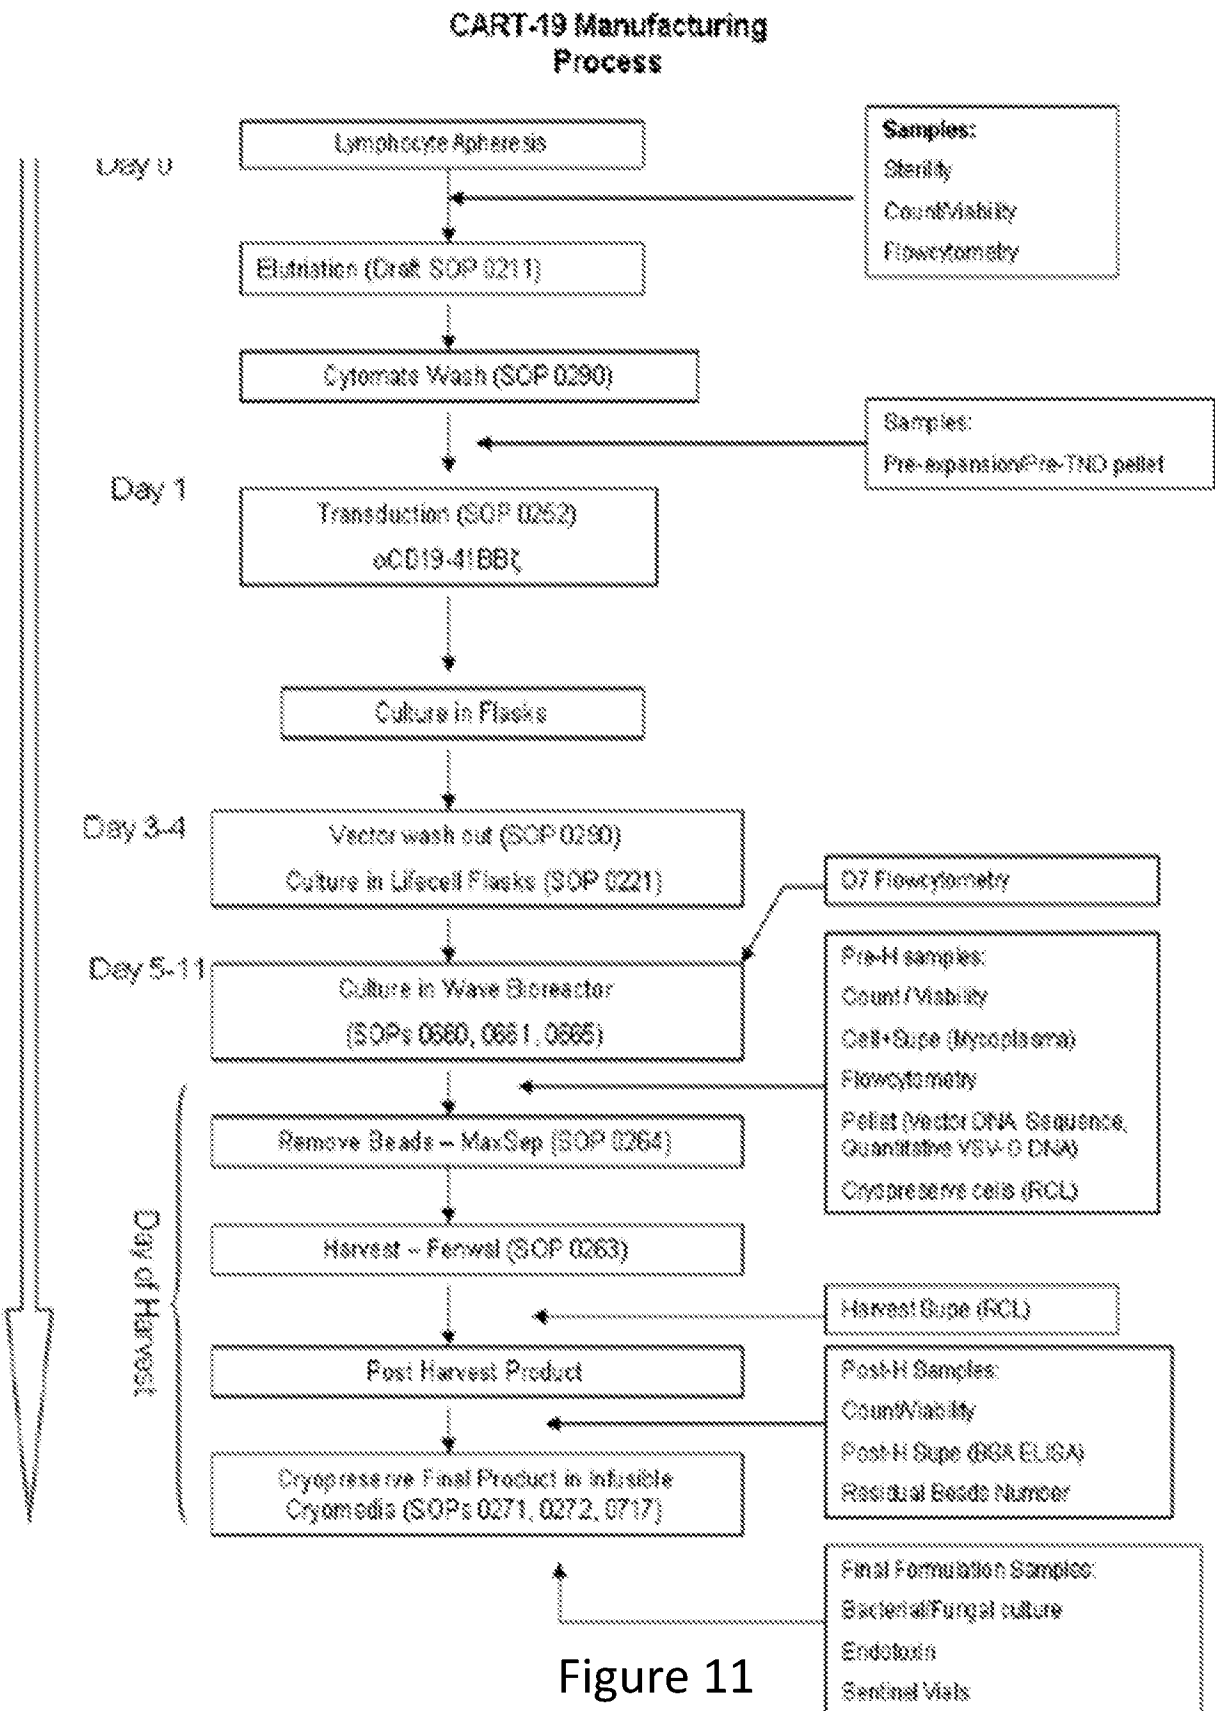 CART-19 Manufacturing
Process
Day 0
Lymphocyte Apheresis
Samples:
Sterility
Count/Viability
Flowcytometry
Elutriation (Draft SOP 0211)
Cytomate Wash (SOP 0290)
Samples:
Pre-expansion/Pre-TND pellet
Day 1
Transduction (SOP 0262)
αCD19-41BBζ
Culture in Flasks
Day 3-4
Vector wash out (SOP 0280)
Culture in Lifecell Flasks (SOP 0221)
D7 Flowcytometry
Day 5-11
Culture in Wave Bioreactor
(SOPs 0660, 0661, 0665)
Pre-H samples:
Count / Viability
Cell+Supe (Mycoplasma)
Flowcytometry
Pellet (Vector DNA Sequence,
Quantitative VSV-G DNA)
Cryopreserve cells (RCL)
Day of Harvest
Remove Beads – MaxSep (SOP 0264)
Harvest – Fenwal (SOP 0263)
Harvest Supe (RCL)
Post Harvest Product
Post-H Samples:
Count/Viability
Post-H Supe (BSA ELISA)
Residual Beads Number
Cryopreserve Final Product in Infusible
Cryomedia (SOPs 0271, 0272, 0717)
Final Formulation Samples:
Bacterial/Fungal culture
Endotoxin
Sentinel Vials
Figure 11